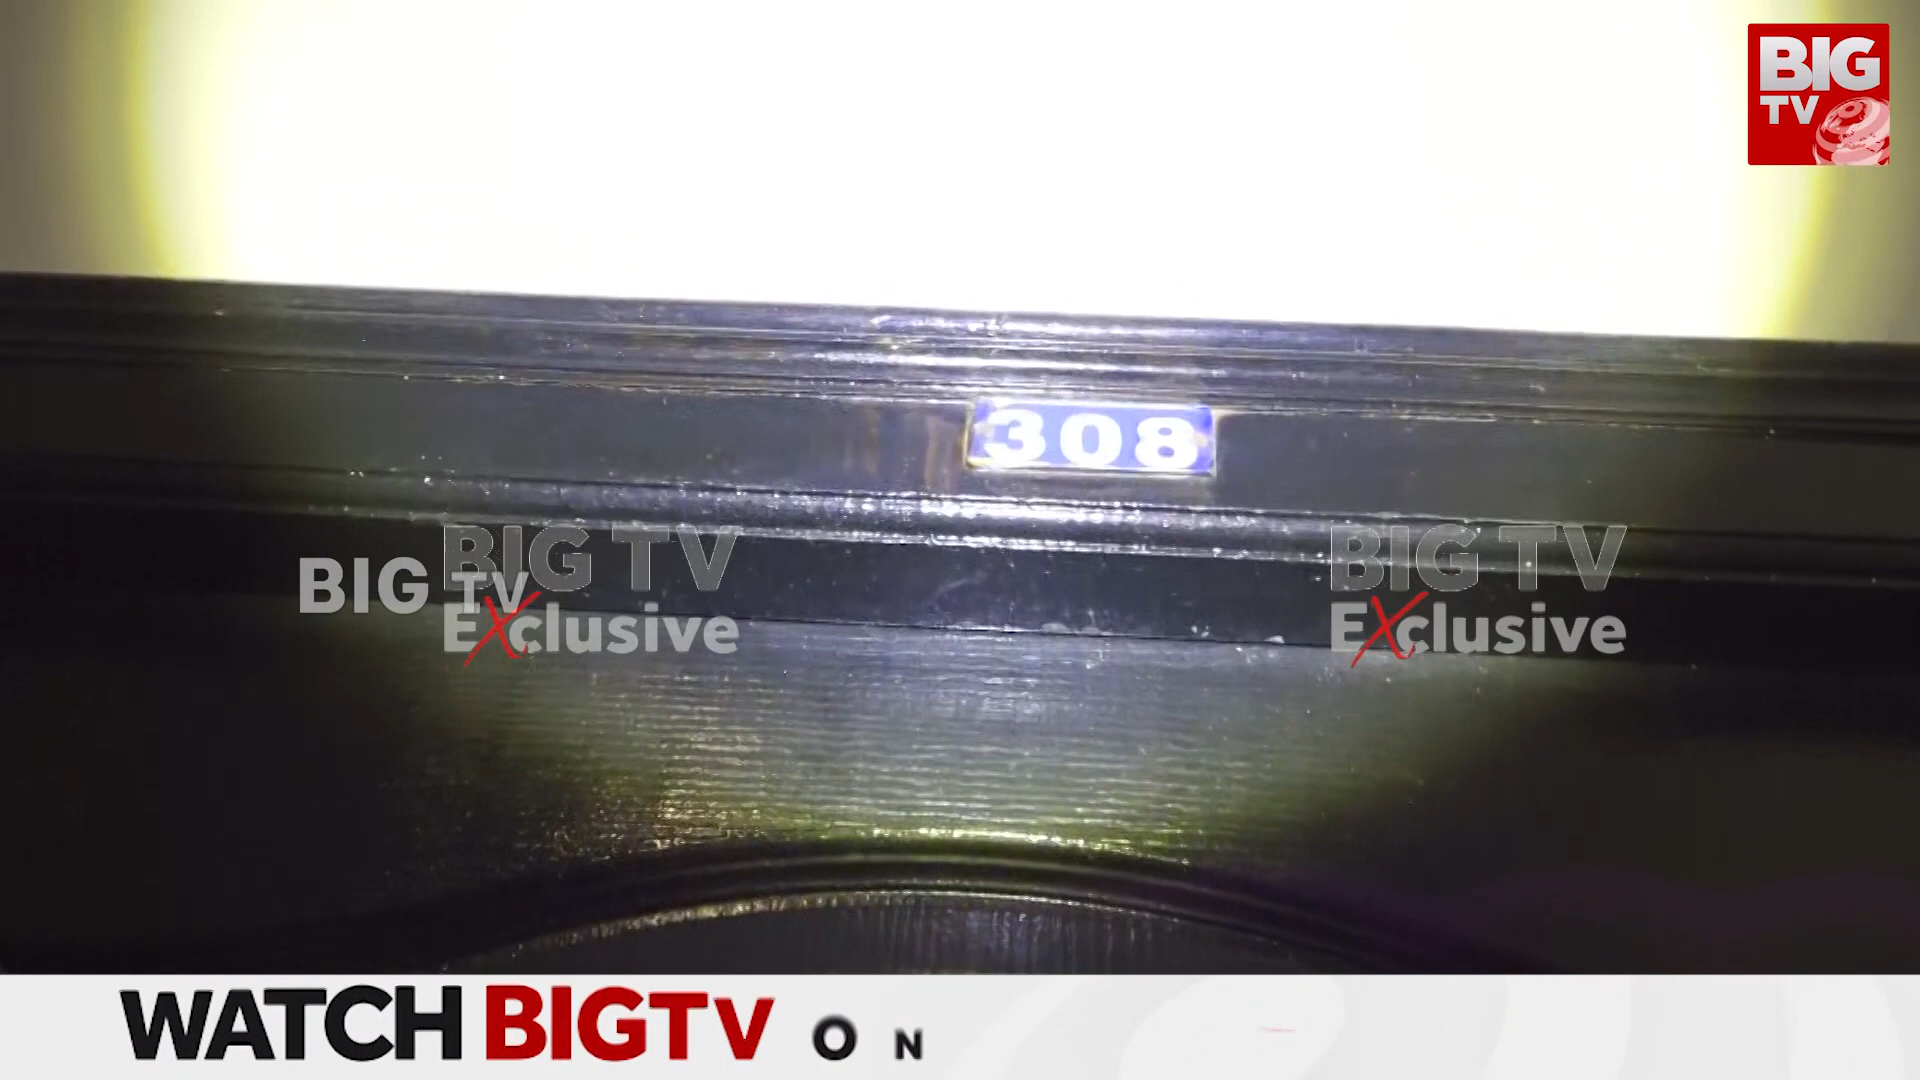 BIG
TV
308
BIG TV
BIG TV
Exclusive
BIG TV
Exclusive
WATCH BIGTV ON